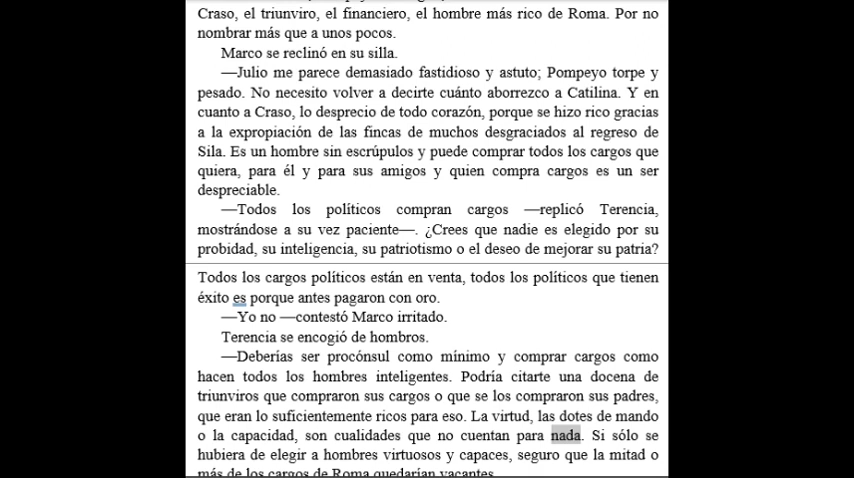 Craso, el triunviro, el financiero, el hombre más rico de Roma. Por no
nombrar más que a unos pocos.
Marco se reclinó en su silla.
—Julio me parece demasiado fastidioso y astuto; Pompeyo torpe y
pesado. No necesito volver a decirte cuánto aborrezco a Catilina. Y en
cuanto a Craso, lo desprecio de todo corazón, porque se hizo rico gracias
a la expropiación de las fincas de muchos desgraciados al regreso de
Sila. Es un hombre sin escrúpulos y puede comprar todos los cargos que
quiera, para él y para sus amigos y quien compra cargos es un ser
despreciable.
—Todos los políticos compran cargos —replicó Terencia,
mostrándose a su vez paciente—. ¿Crees que nadie es elegido por su
probidad, su inteligencia, su patriotismo o el deseo de mejorar su patria?
Todos los cargos políticos están en venta, todos los políticos que tienen
éxito es porque antes pagaron con oro.
—Yo no —contestó Marco irritado.
Terencia se encogió de hombros.
—Deberías ser procónsul como mínimo y comprar cargos como
hacen todos los hombres inteligentes. Podría citarte una docena de
triunviros que compraron sus cargos o que se los compraron sus padres,
que eran lo suficientemente ricos para eso. La virtud, las dotes de mando
o la capacidad, son cualidades que no cuentan para nada. Si sólo se
hubiera de elegir a hombres virtuosos y capaces, seguro que la mitad o
más de los cargos de Roma quedarían vacantes.